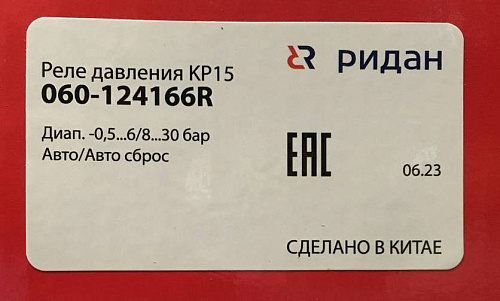 ридан
Реле давления КР15
060-124166R
Диап. -0,5...6/8...30 бар
Авто/Авто сброс
EAC
06.23
СДЕЛАНО В КИТАЕ